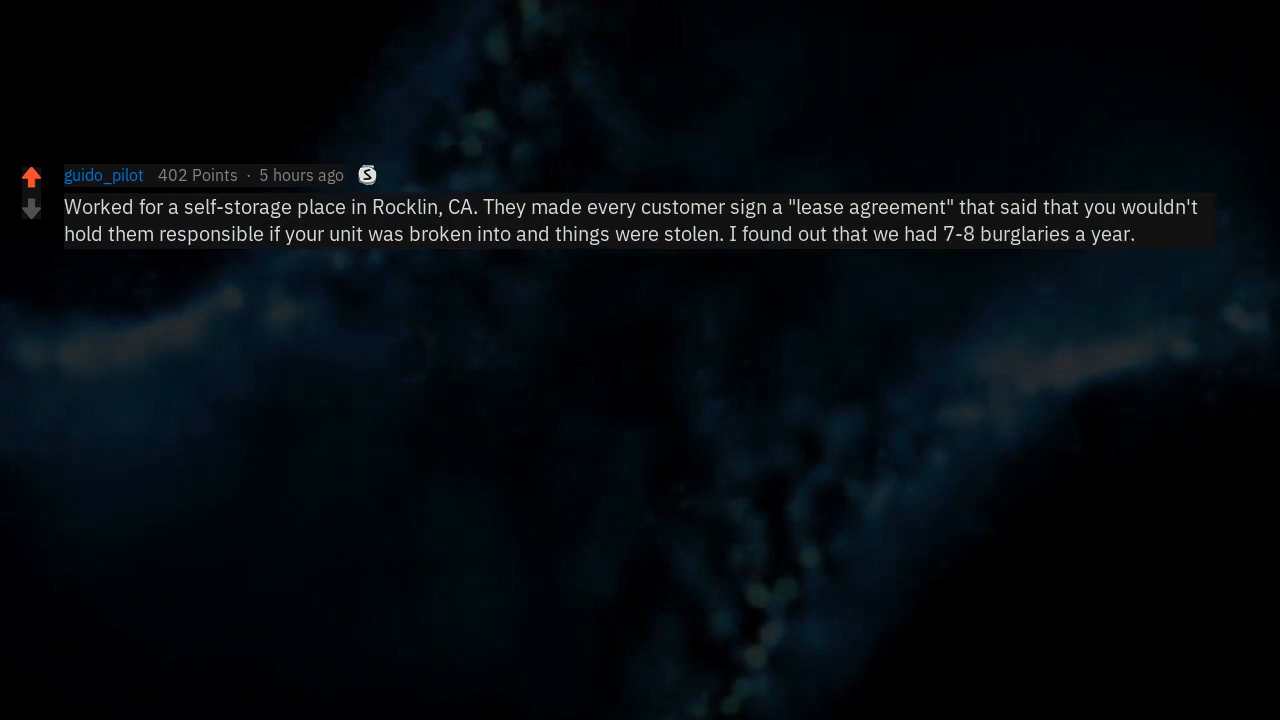 guido_pilot 402 Points · 5 hours ago S
Worked for a self-storage place in Rocklin, CA. They made every customer sign a "lease agreement" that said that you wouldn't
hold them responsible if your unit was broken into and things were stolen. I found out that we had 7-8 burglaries a year.